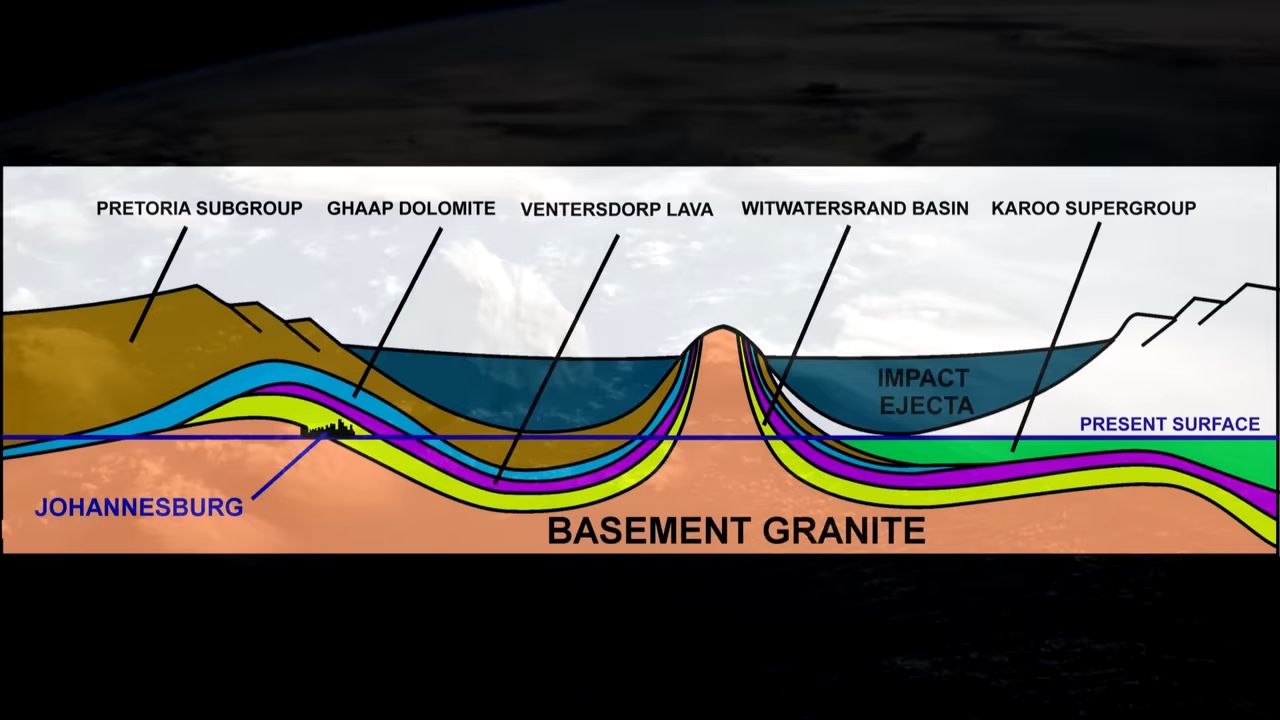 PRETORIA SUBGROUP
GHAAP DOLOMITE
VENTERSDORP LAVA
WITWATERSRAND BASIN
KAROO SUPERGROUP
IMPACT
EJECTA
PRESENT SURFACE
JOHANNESBURG
BASEMENT GRANITE